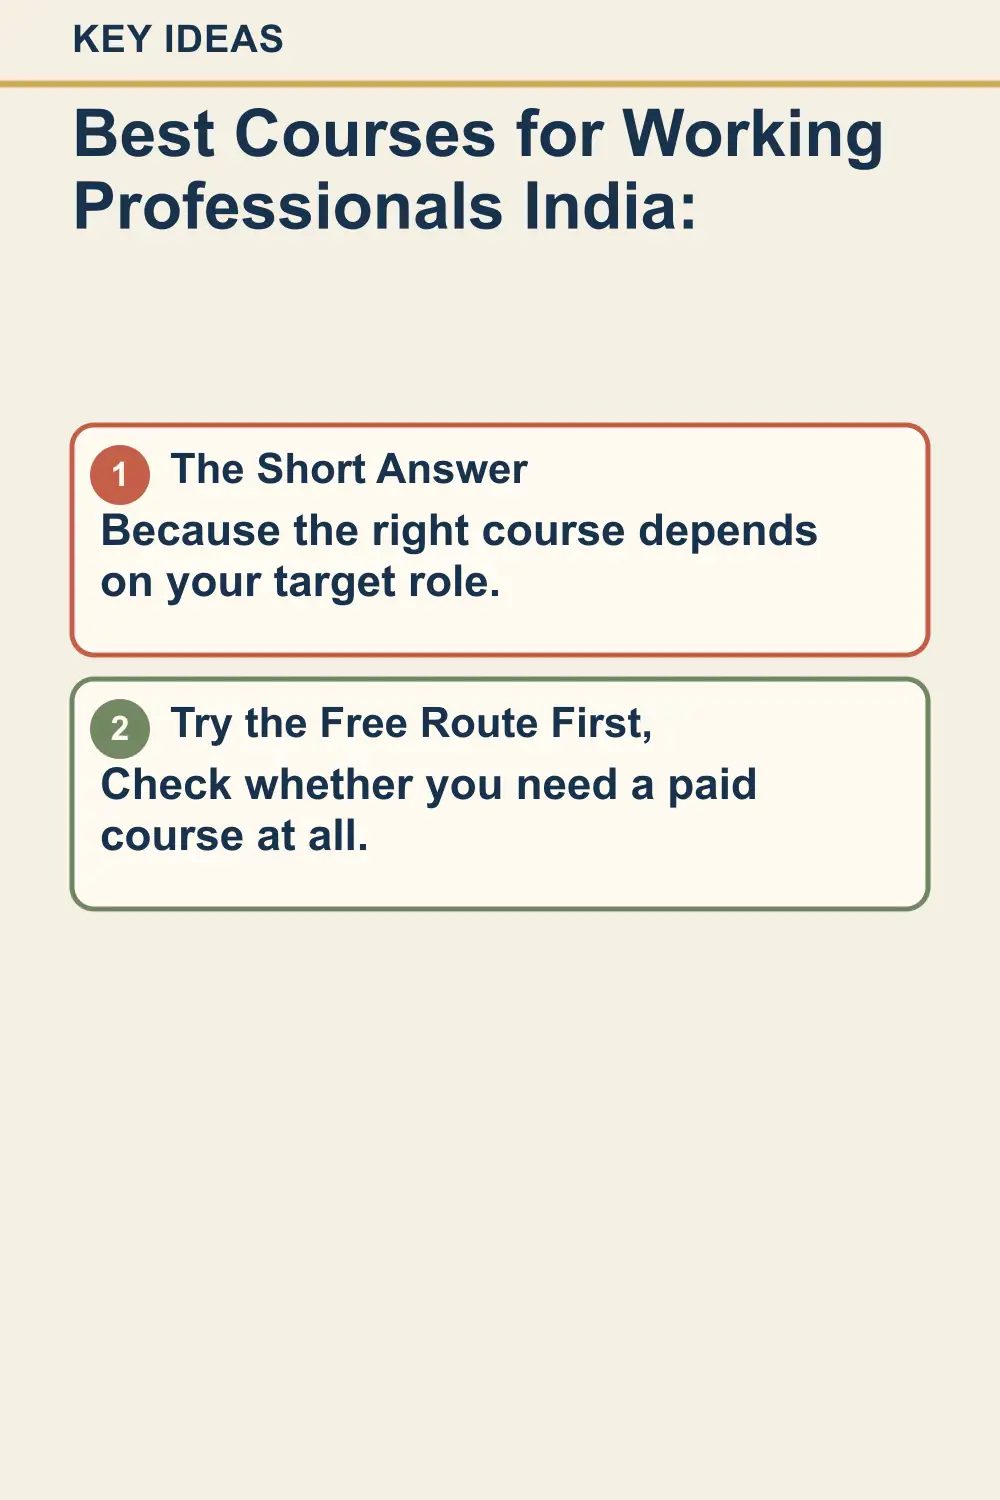 KEY IDEAS
Best Courses for Working
Professionals India:
1 The Short Answer
Because the right course depends
on your target role.
2 Try the Free Route First,
Check whether you need a paid
course at all.